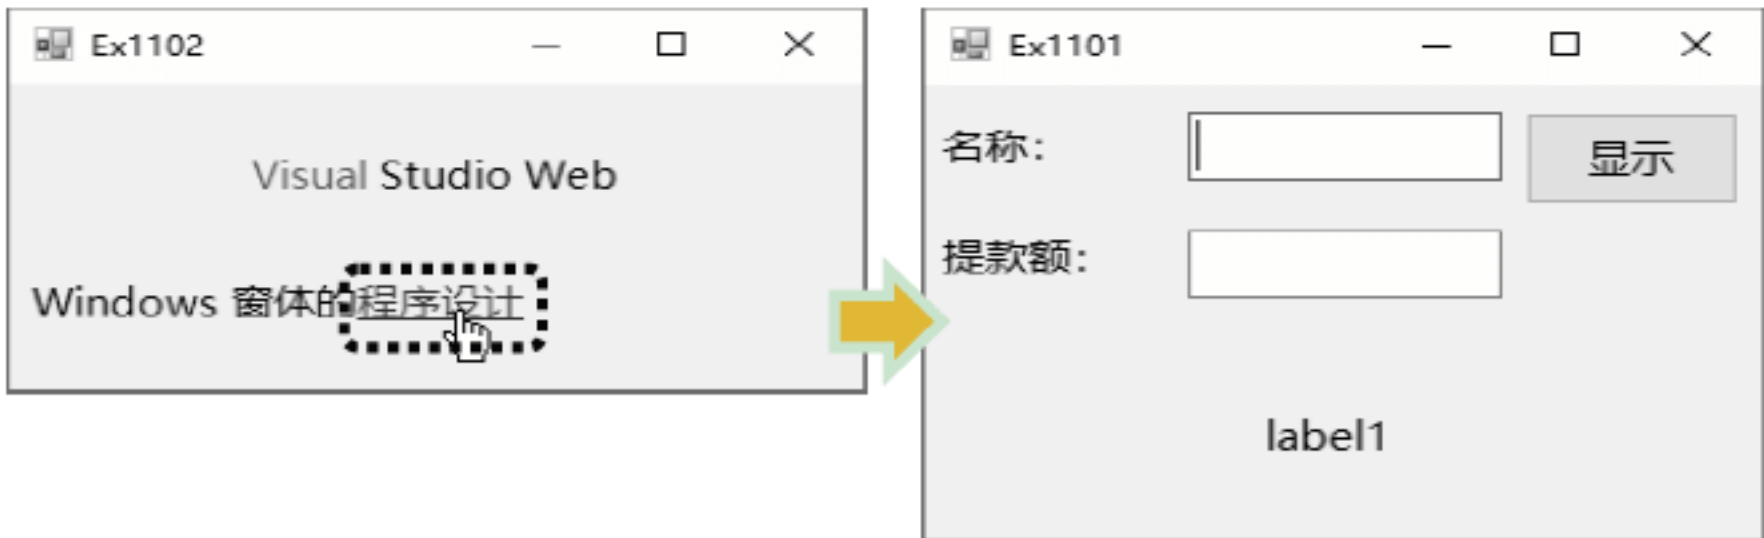 Ex1102
Visual Studio Web
Windows 窗体的程序设计
Ex1101
名称：
显示
提款额：
label1